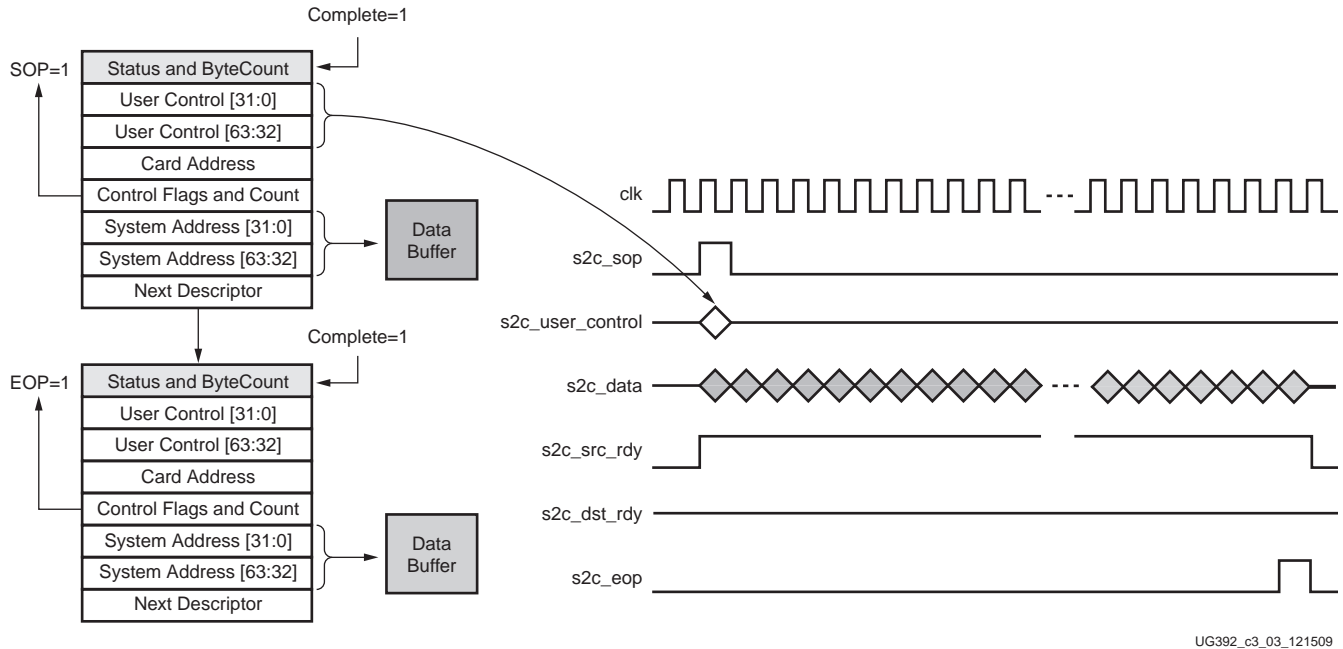 Complete=1
SOP=1
Status and ByteCount
User Control [31:0]
User Control [63:32]
Card Address
Control Flags and Count
System Address [31:0]
System Address [63:32]
Next Descriptor
Data
Buffer
Complete=1
EOP=1
Status and ByteCount
User Control [31:0]
User Control [63:32]
Card Address
Control Flags and Count
System Address [31:0]
System Address [63:32]
Next Descriptor
Data
Buffer
clk
s2c_sop
s2c_user_control
s2c_data
s2c_src_rdy
s2c_dst_rdy
s2c_eop
UG392_c3_03_121509